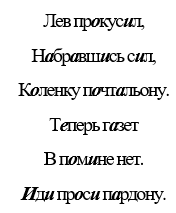 Лев прокусил,
Набравшись сил,
Коленку почтальону.
Теперь газет
В помине нет.
Иди проси пардону.